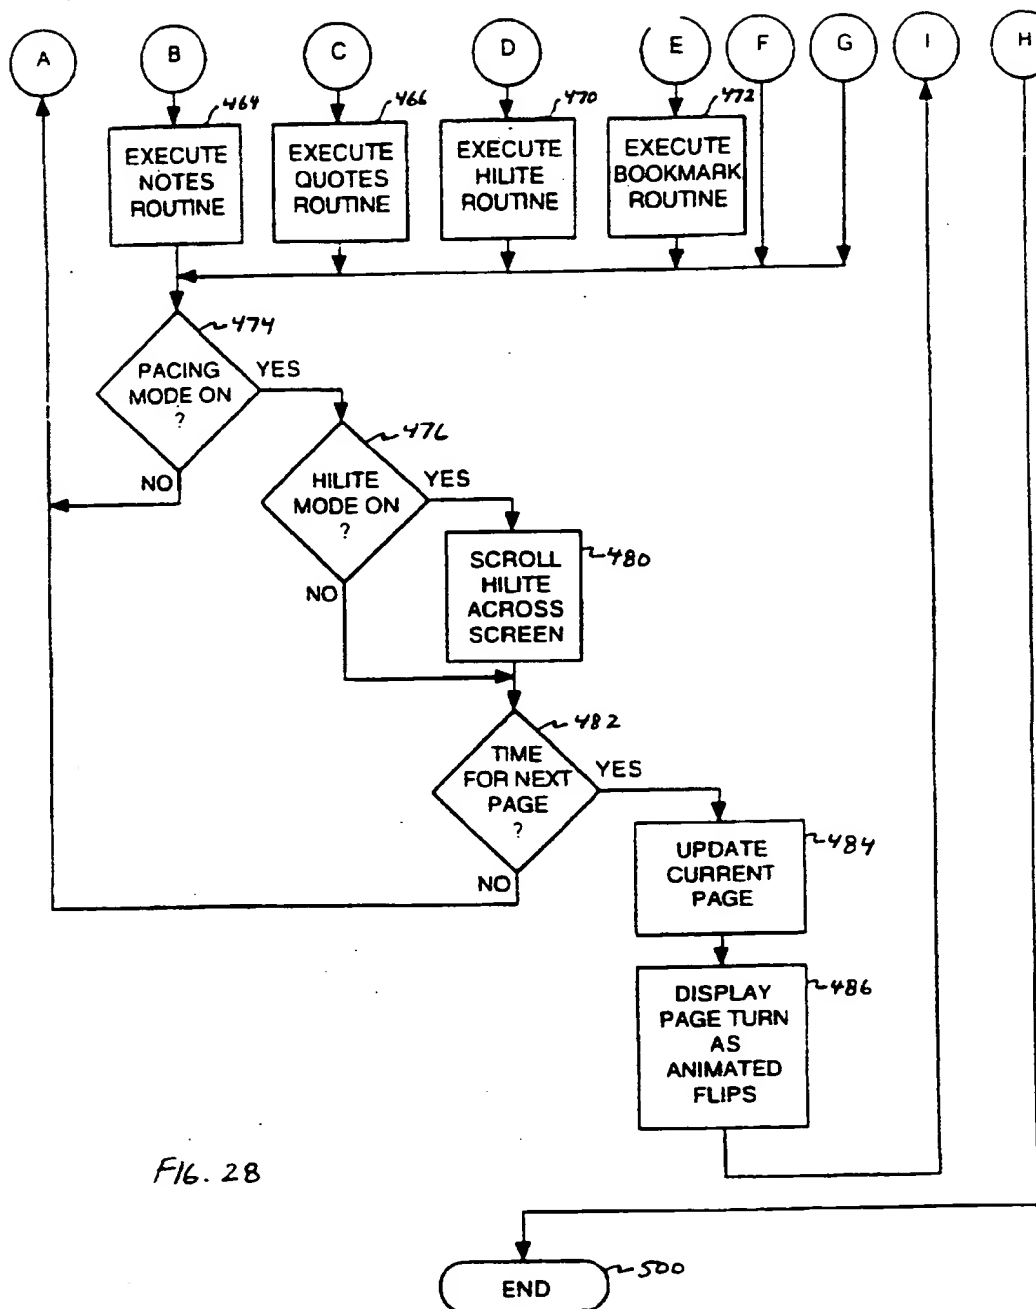 A
B
C
D
E
F
G
I
H
464
466
470
472
EXECUTE
NOTES
ROUTINE
EXECUTE
QUOTES
ROUTINE
EXECUTE
HILITE
ROUTINE
EXECUTE
BOOKMARK
ROUTINE
474
PACING
MODE ON
?
YES
NO
476
HILITE
MODE ON
?
YES
NO
480
SCROLL
HILITE
ACROSS
SCREEN
482
TIME
FOR NEXT
PAGE
?
YES
NO
484
UPDATE
CURRENT
PAGE
486
DISPLAY
PAGE TURN
AS
ANIMATED
FLIPS
FIG. 28
500
END